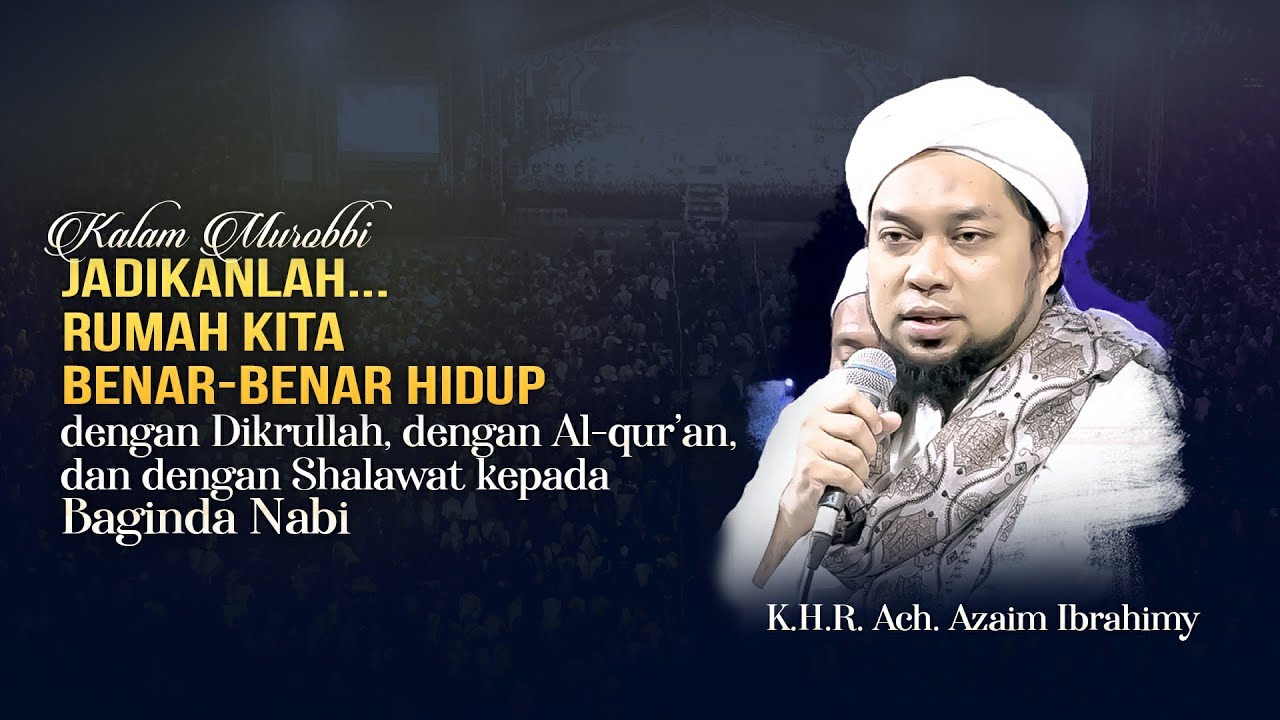 Kalam Murobbi
JADIKANLAH...
RUMAH KITA
BENAR-BENAR HIDUP
dengan Dikrullah, dengan Al-qur'an,
dan dengan Shalawat kepada
Baginda Nabi
K.H.R. Ach. Azaim Ibrahimy